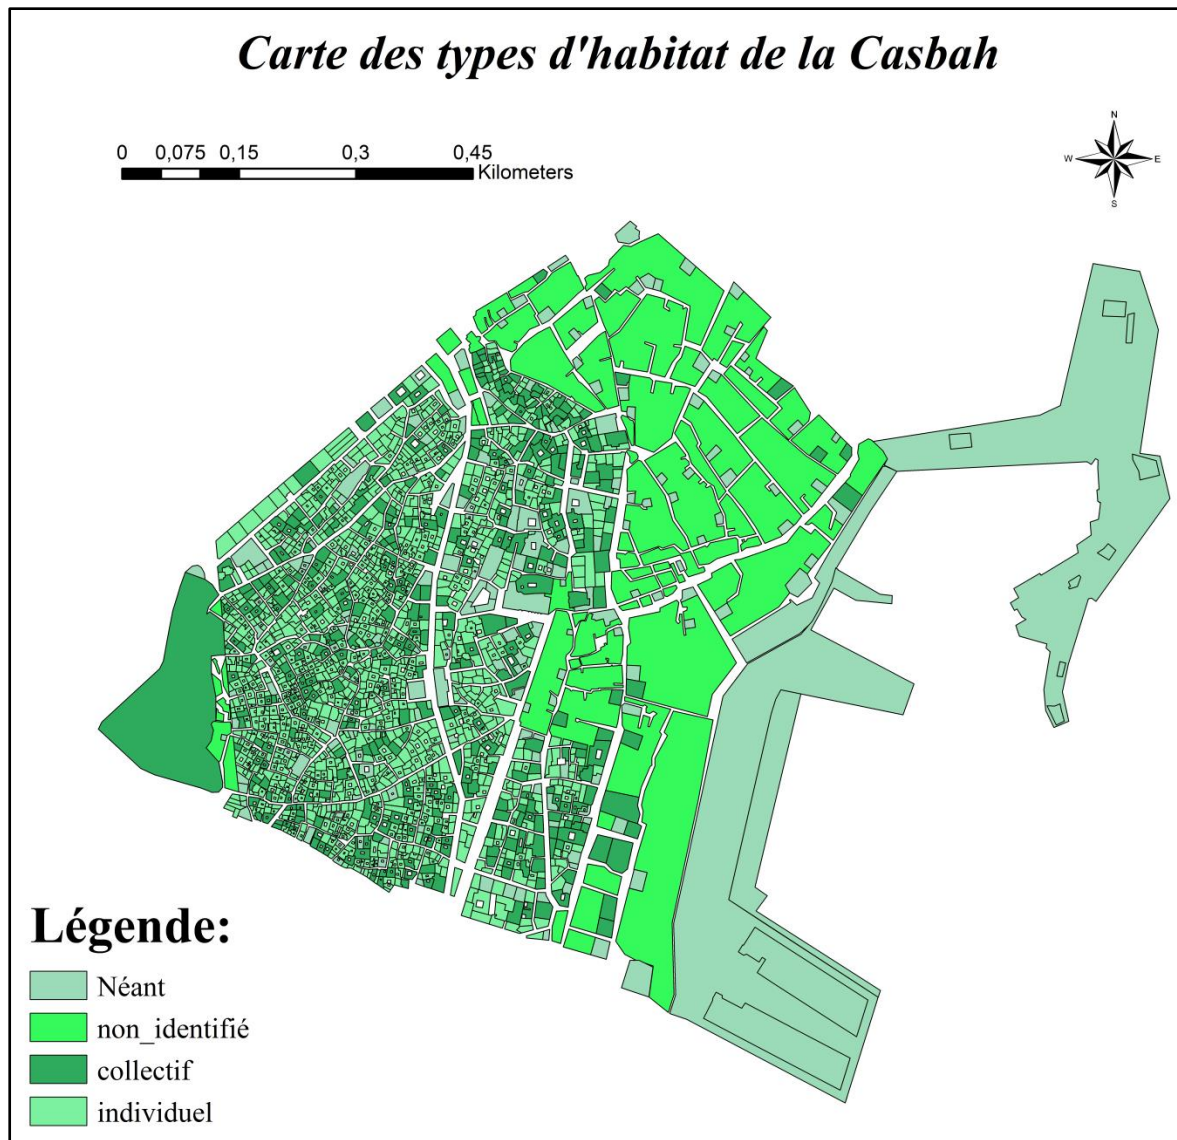 Carte des types d'habitat de la Casbah
0 0,075 0,15 0,3 0,45
Kilometers
N
W E
S
Légende:
Néant
non_identifié
collectif
individuel